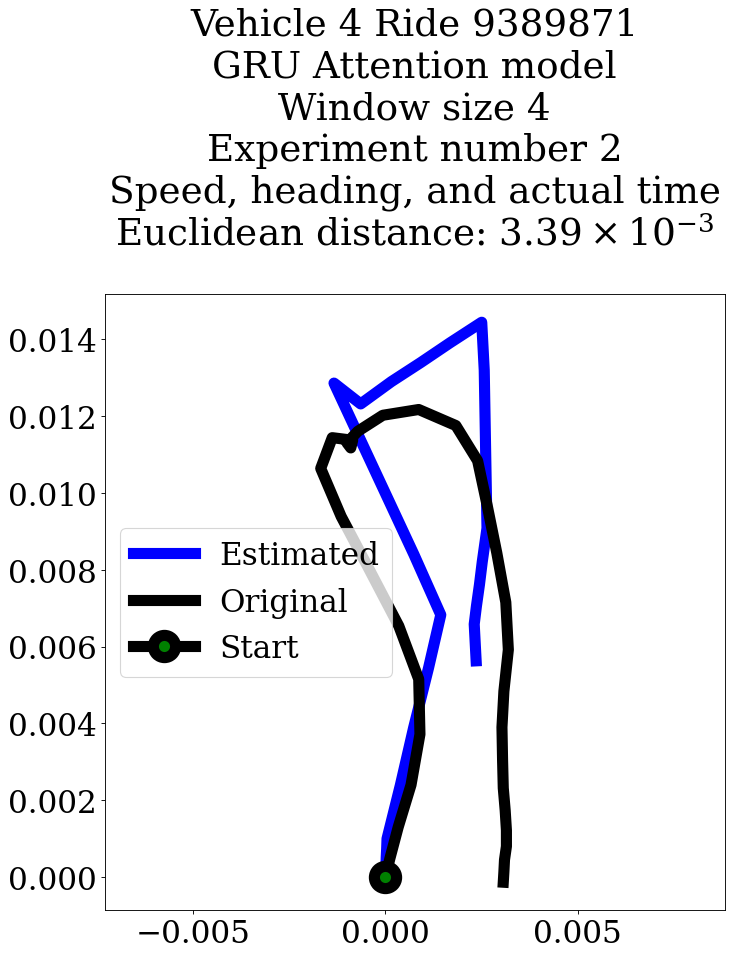 Vehicle 4 Ride 9389871
GRU Attention model
Window size 4
Experiment number 2
Speed, heading, and actual time
Euclidean distance: 3.39 × 10⁻³
0.014
0.012
0.010
0.008
0.006
0.004
0.002
0.000
Estimated
Original
Start
−0.005 0.000 0.005